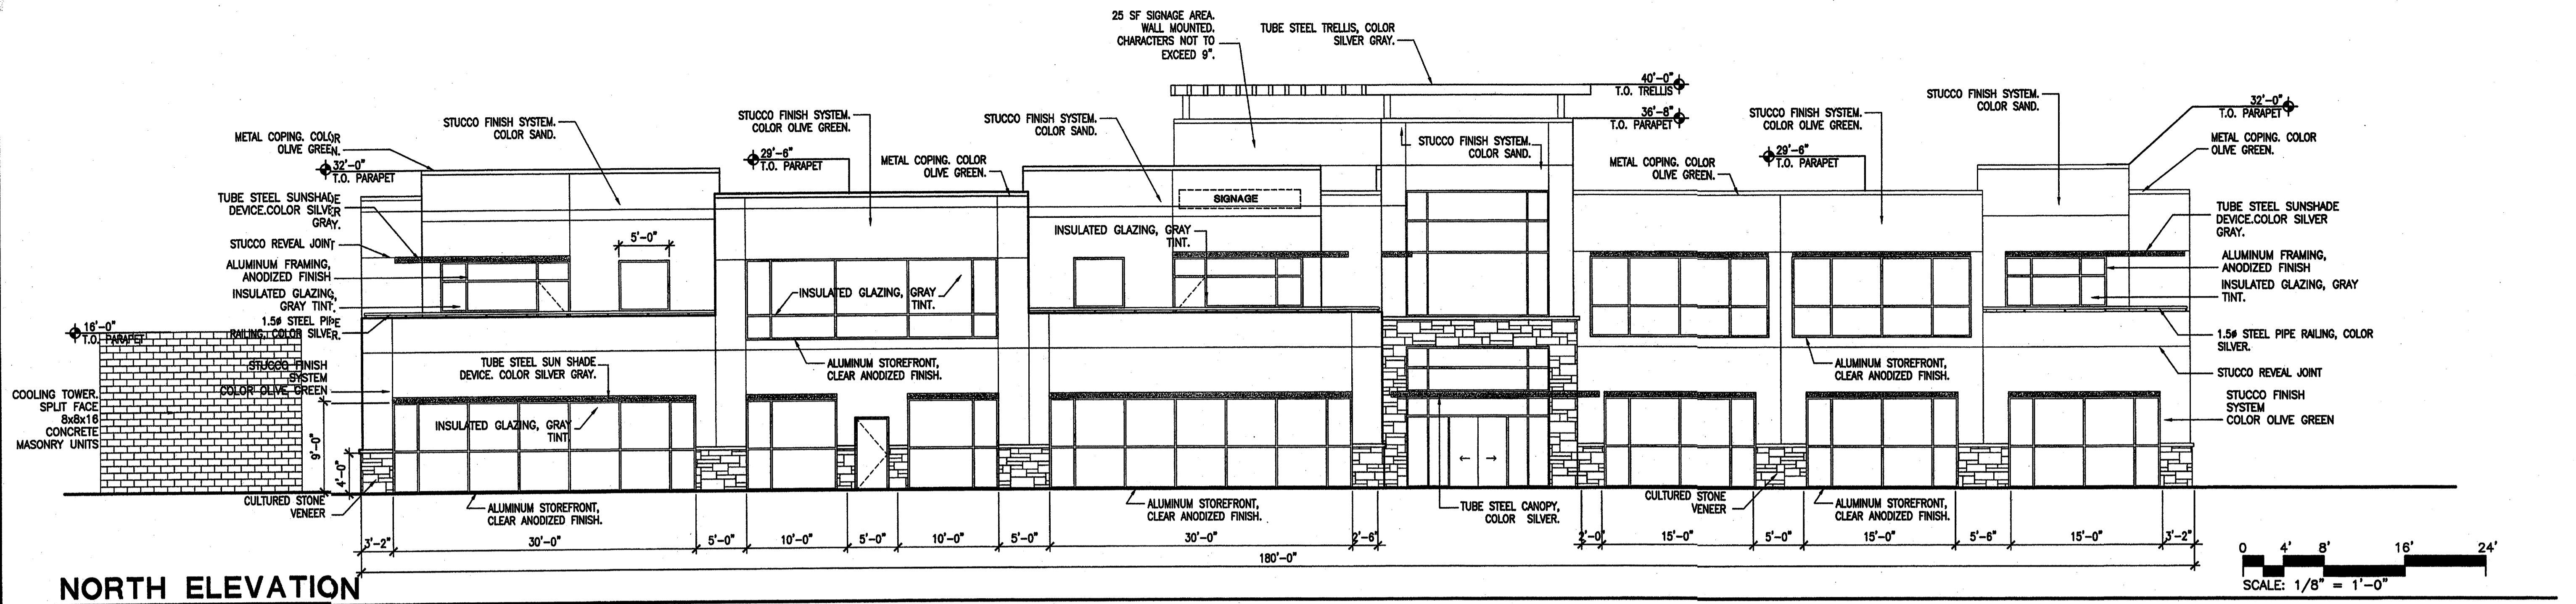 25 SF SIGNAGE AREA.
WALL MOUNTED.
CHARACTERS NOT TO
EXCEED 9".
TUBE STEEL TRELLIS, COLOR
SILVER GRAY.
40'-0"
T.O. TRELLIS
36'-8"
T.O. PARAPET
STUCCO FINISH SYSTEM.
COLOR SAND.
STUCCO FINISH SYSTEM.
COLOR OLIVE GREEN.
STUCCO FINISH SYSTEM.
COLOR SAND.
STUCCO FINISH SYSTEM.
COLOR SAND.
STUCCO FINISH SYSTEM.
COLOR OLIVE GREEN.
STUCCO FINISH SYSTEM.
COLOR SAND.
32'-0"
T.O. PARAPET
METAL COPING. COLOR
OLIVE GREEN.
32'-0"
T.O. PARAPET
29'-6"
T.O. PARAPET
METAL COPING. COLOR
OLIVE GREEN.
METAL COPING. COLOR
OLIVE GREEN.
29'-6"
T.O. PARAPET
METAL COPING. COLOR
OLIVE GREEN.
TUBE STEEL SUNSHADE
DEVICE.COLOR SILVER
GRAY.
STUCCO REVEAL JOINT
ALUMINUM FRAMING,
ANODIZED FINISH
INSULATED GLAZING,
GRAY TINT.
1.5ø STEEL PIPE
RAILING, COLOR SILVER.
5'-0"
SIGNAGE
INSULATED GLAZING, GRAY
TINT.
INSULATED GLAZING, GRAY
TINT.
TUBE STEEL SUNSHADE
DEVICE.COLOR SILVER
GRAY.
ALUMINUM FRAMING,
ANODIZED FINISH
INSULATED GLAZING, GRAY
TINT.
1.5ø STEEL PIPE RAILING, COLOR
SILVER.
STUCCO REVEAL JOINT
STUCCO FINISH
SYSTEM
COLOR OLIVE GREEN
16'-0"
T.O. PARAPET
STUCCO FINISH
SYSTEM
COLOR OLIVE GREEN
COOLING TOWER.
SPLIT FACE
8x8x16
CONCRETE
MASONRY UNITS
TUBE STEEL SUN SHADE
DEVICE. COLOR SILVER GRAY.
INSULATED GLAZING, GRAY
TINT.
ALUMINUM STOREFRONT,
CLEAR ANODIZED FINISH.
ALUMINUM STOREFRONT,
CLEAR ANODIZED FINISH.
9'-0"
4'-0"
CULTURED STONE
VENEER
ALUMINUM STOREFRONT,
CLEAR ANODIZED FINISH.
ALUMINUM STOREFRONT,
CLEAR ANODIZED FINISH.
TUBE STEEL CANOPY,
COLOR SILVER.
CULTURED STONE
VENEER
ALUMINUM STOREFRONT,
CLEAR ANODIZED FINISH.
3'-2"
30'-0"
5'-0"
10'-0"
5'-0"
10'-0"
5'-0"
30'-0"
2'-6"
2'-0"
15'-0"
5'-0"
15'-0"
5'-6"
15'-0"
3'-2"
180'-0"
NORTH ELEVATION
0 4' 8' 16' 24'
SCALE: 1/8" = 1'-0"